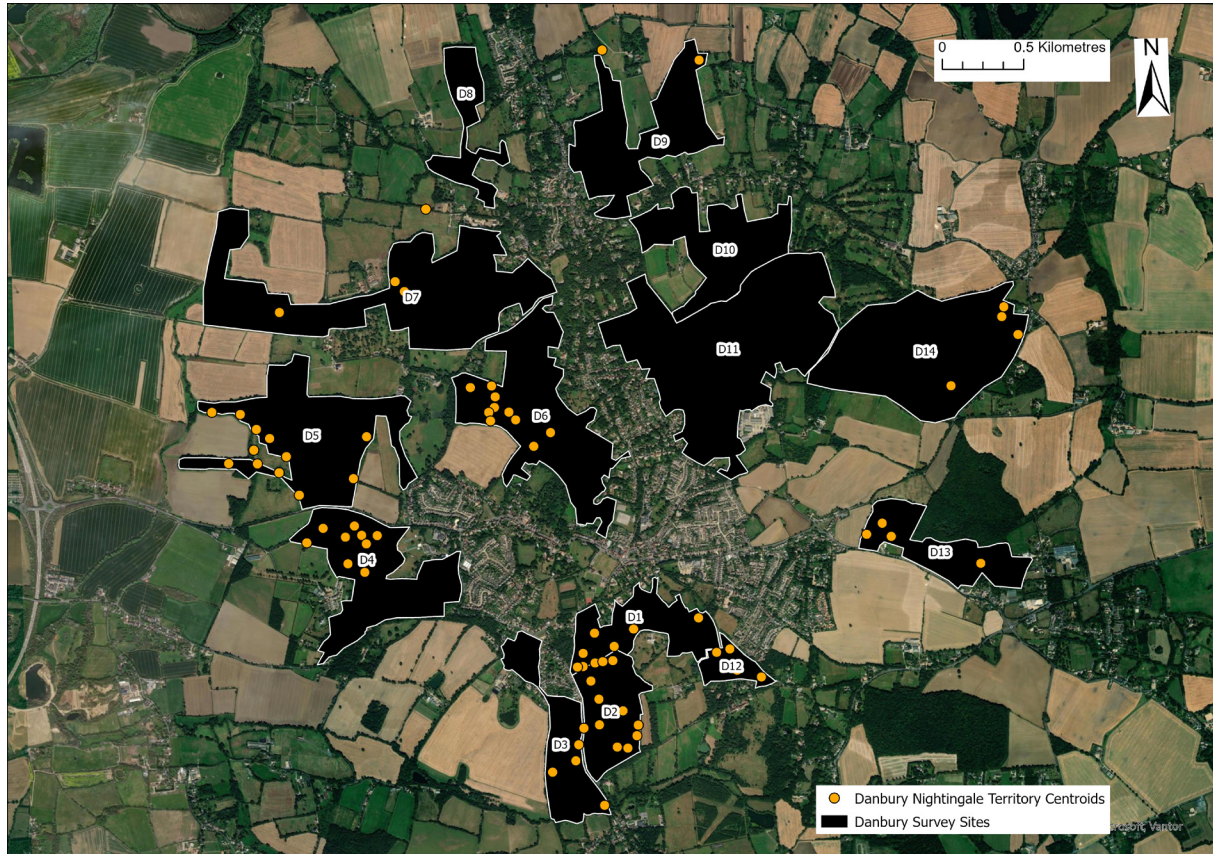 0 0.5 Kilometres
N
D8
D9
D10
D7
D11
D14
D6
D5
D13
D4
D1
D12
D2
D3
Danbury Nightingale Territory Centroids
Danbury Survey Sites
Vantor